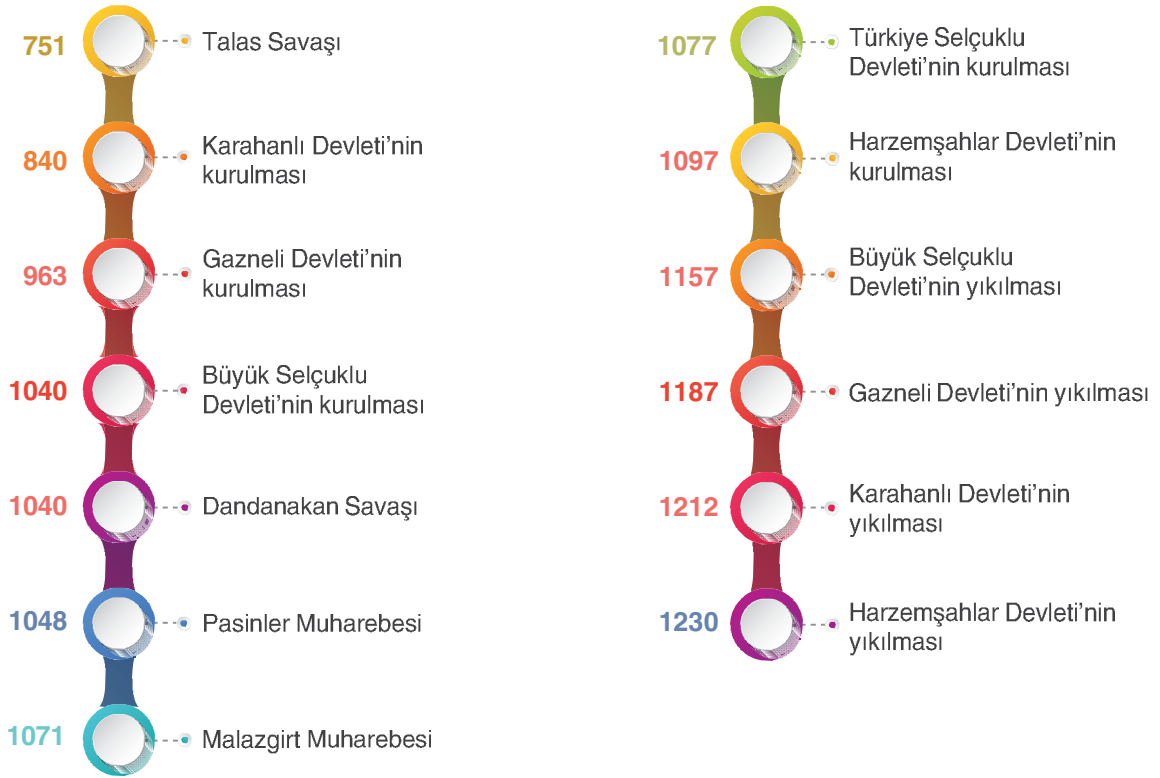 751
Talas Savaşı
840
Karahanlı Devleti’nin
kurulması
963
Gazneli Devleti’nin
kurulması
1040
Büyük Selçuklu
Devleti’nin kurulması
1040
Dandanakan Savaşı
1048
Pasinler Muharebesi
1071
Malazgirt Muharebesi
1077
Türkiye Selçuklu
Devleti’nin kurulması
1097
Harzemşahlar Devleti’nin
kurulması
1157
Büyük Selçuklu
Devleti’nin yıkılması
1187
Gazneli Devleti’nin yıkılması
1212
Karahanlı Devleti’nin
yıkılması
1230
Harzemşahlar Devleti’nin
yıkılması